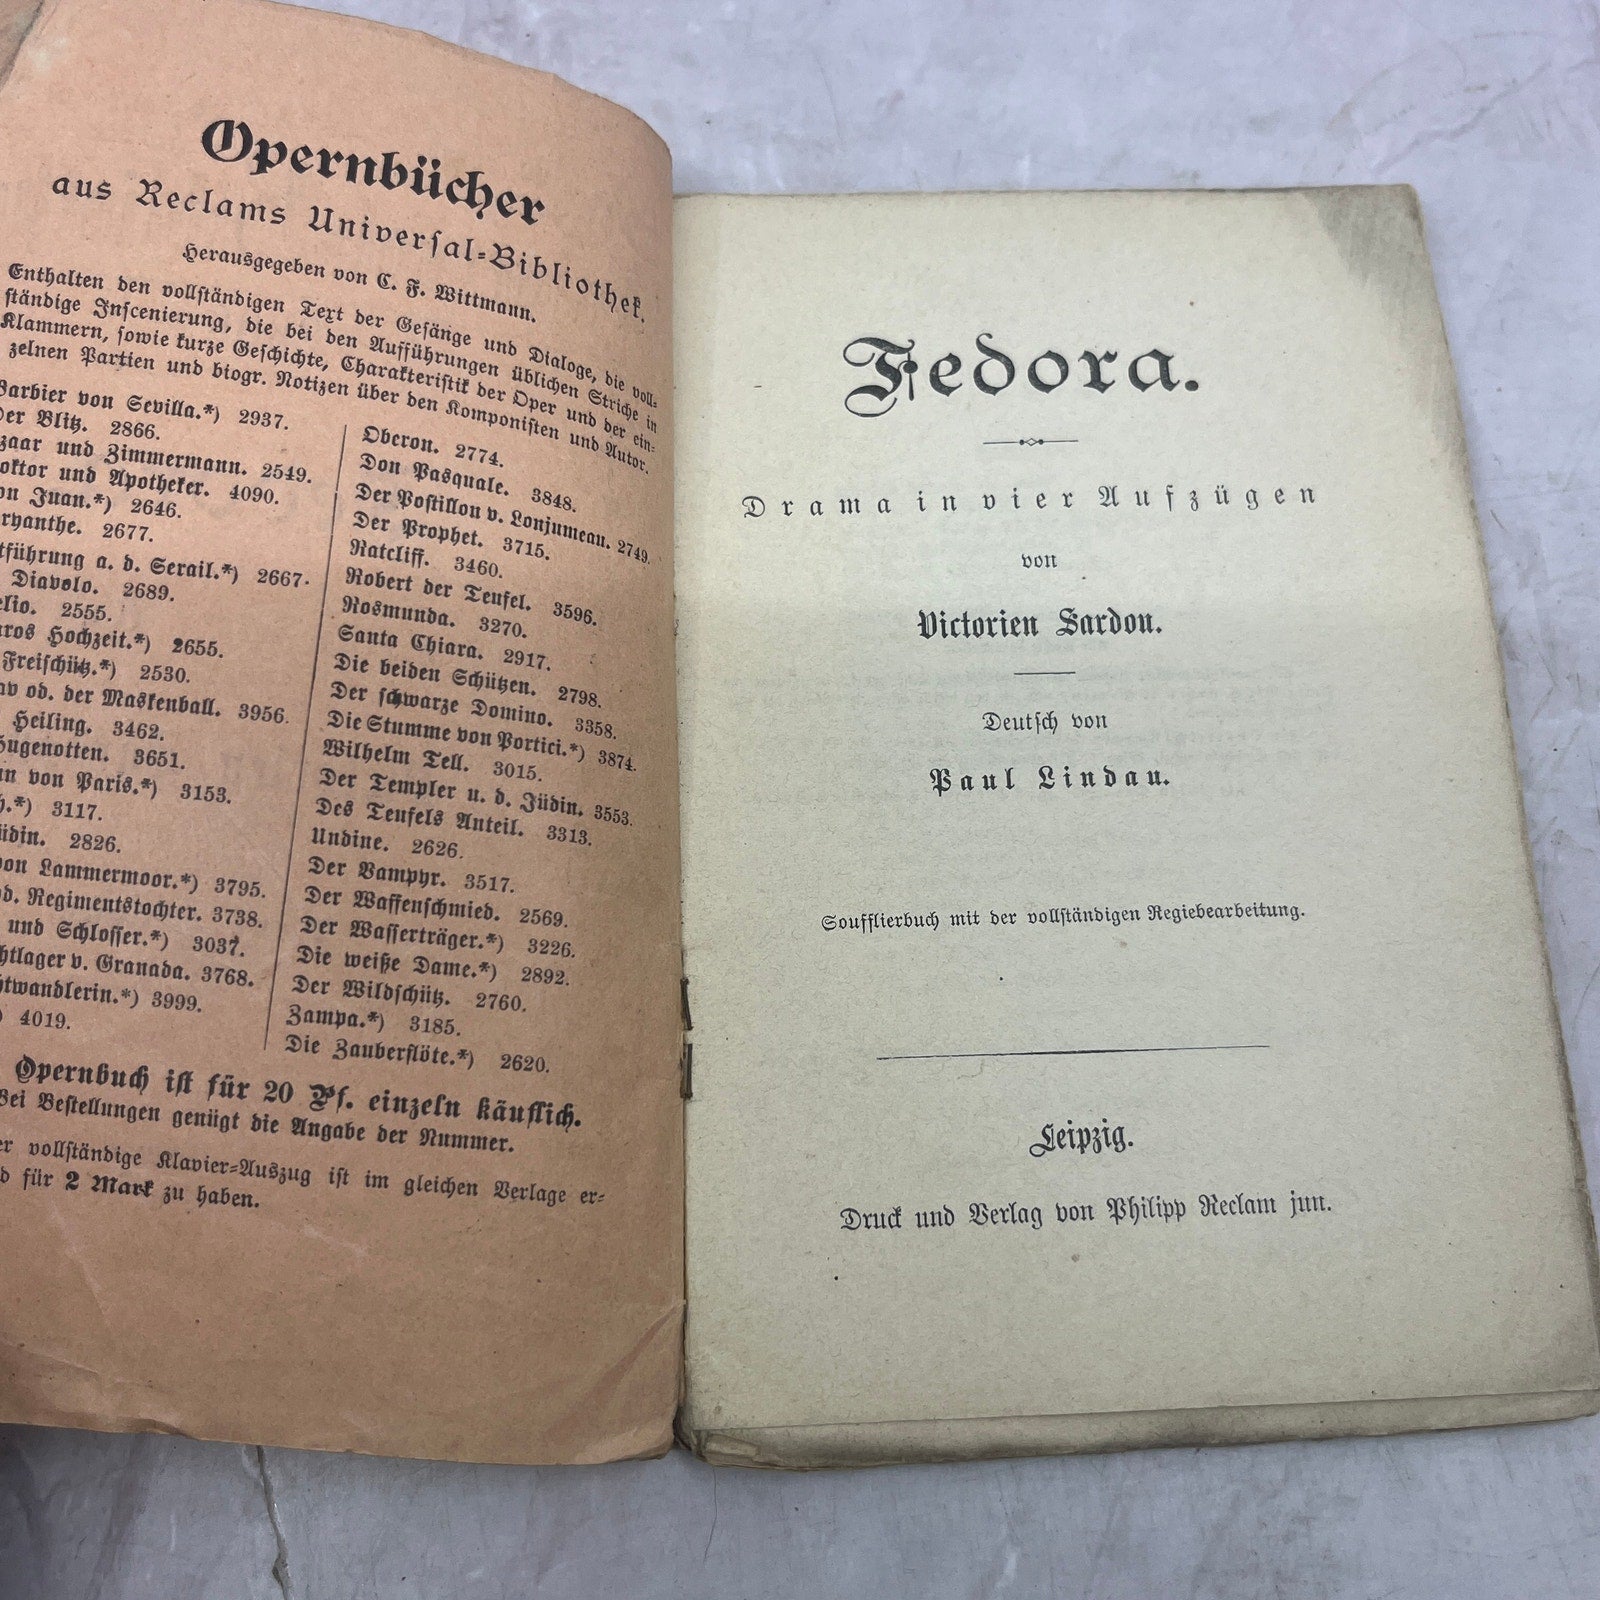 Opernbücher
aus Reclams Universal-Bibliothek.
Herausgegeben von C. F. Wittmann.
Enthalten den vollständigen Text der Gesänge und Dialoge, die voll-
ständige Inscenierung, die bei den Aufführungen üblichen Striche in
Klammern, sowie kurze Geschichte, Charakteristik der Oper und der ein-
zelnen Partien und biogr. Notizen über den Komponisten und Autor.
Barbier von Sevilla.*) 2937.
Der Blitz. 2866.
zaar und Zimmermann. 2549.
oktor und Apotheker. 4090.
on Juan.*) 2646.
ryanthe. 2677.
tführung a. d. Serail.*) 2667.
Diavolo. 2689.
elio. 2555.
aros Hochzeit.*) 2655.
Freischütz.*) 2530.
av od. der Maskenball. 3956.
Heiling. 3462.
Hugenotten. 3651.
an von Paris.*) 3153.
h.*) 3117.
üdin. 2826.
von Lammermoor.*) 3795.
od. Regimentstochter. 3738.
und Schlosser.*) 3037.
chtlager v. Granada. 3768.
htwandlerin.*) 3999.
) 4019.
Oberon. 2774.
Don Pasquale. 3848.
Der Postillon v. Lonjumeau. 2749.
Der Prophet. 3715.
Ratcliff. 3460.
Robert der Teufel. 3596.
Rosmunda. 3270.
Santa Chiara. 2917.
Die beiden Schützen. 2798.
Der schwarze Domino. 3358.
Die Stumme von Portici.*) 3874.
Wilhelm Tell. 3015.
Der Templer u. d. Jüdin. 3553.
Des Teufels Anteil. 3313.
Undine. 2626.
Der Vampyr. 3517.
Der Waffenschmied. 2569.
Der Wasserträger.*) 3226.
Die weiße Dame.*) 2892.
Der Wildschütz. 2760.
Zampa.*) 3185.
Die Zauberflöte.*) 2620.
Opernbuch ist für 20 Pf. einzeln käuflich.
Bei Bestellungen genügt die Angabe der Nummer.
er vollständige Klavier-Auszug ist im gleichen Verlage er-
d für 2 Mark zu haben.
Fedora.
Drama in vier Aufzügen
von
Victorien Sardou.
Deutsch von
Paul Lindau.
Soufflierbuch mit der vollständigen Regiebearbeitung.
Leipzig.
Druck und Verlag von Philipp Reclam jun.